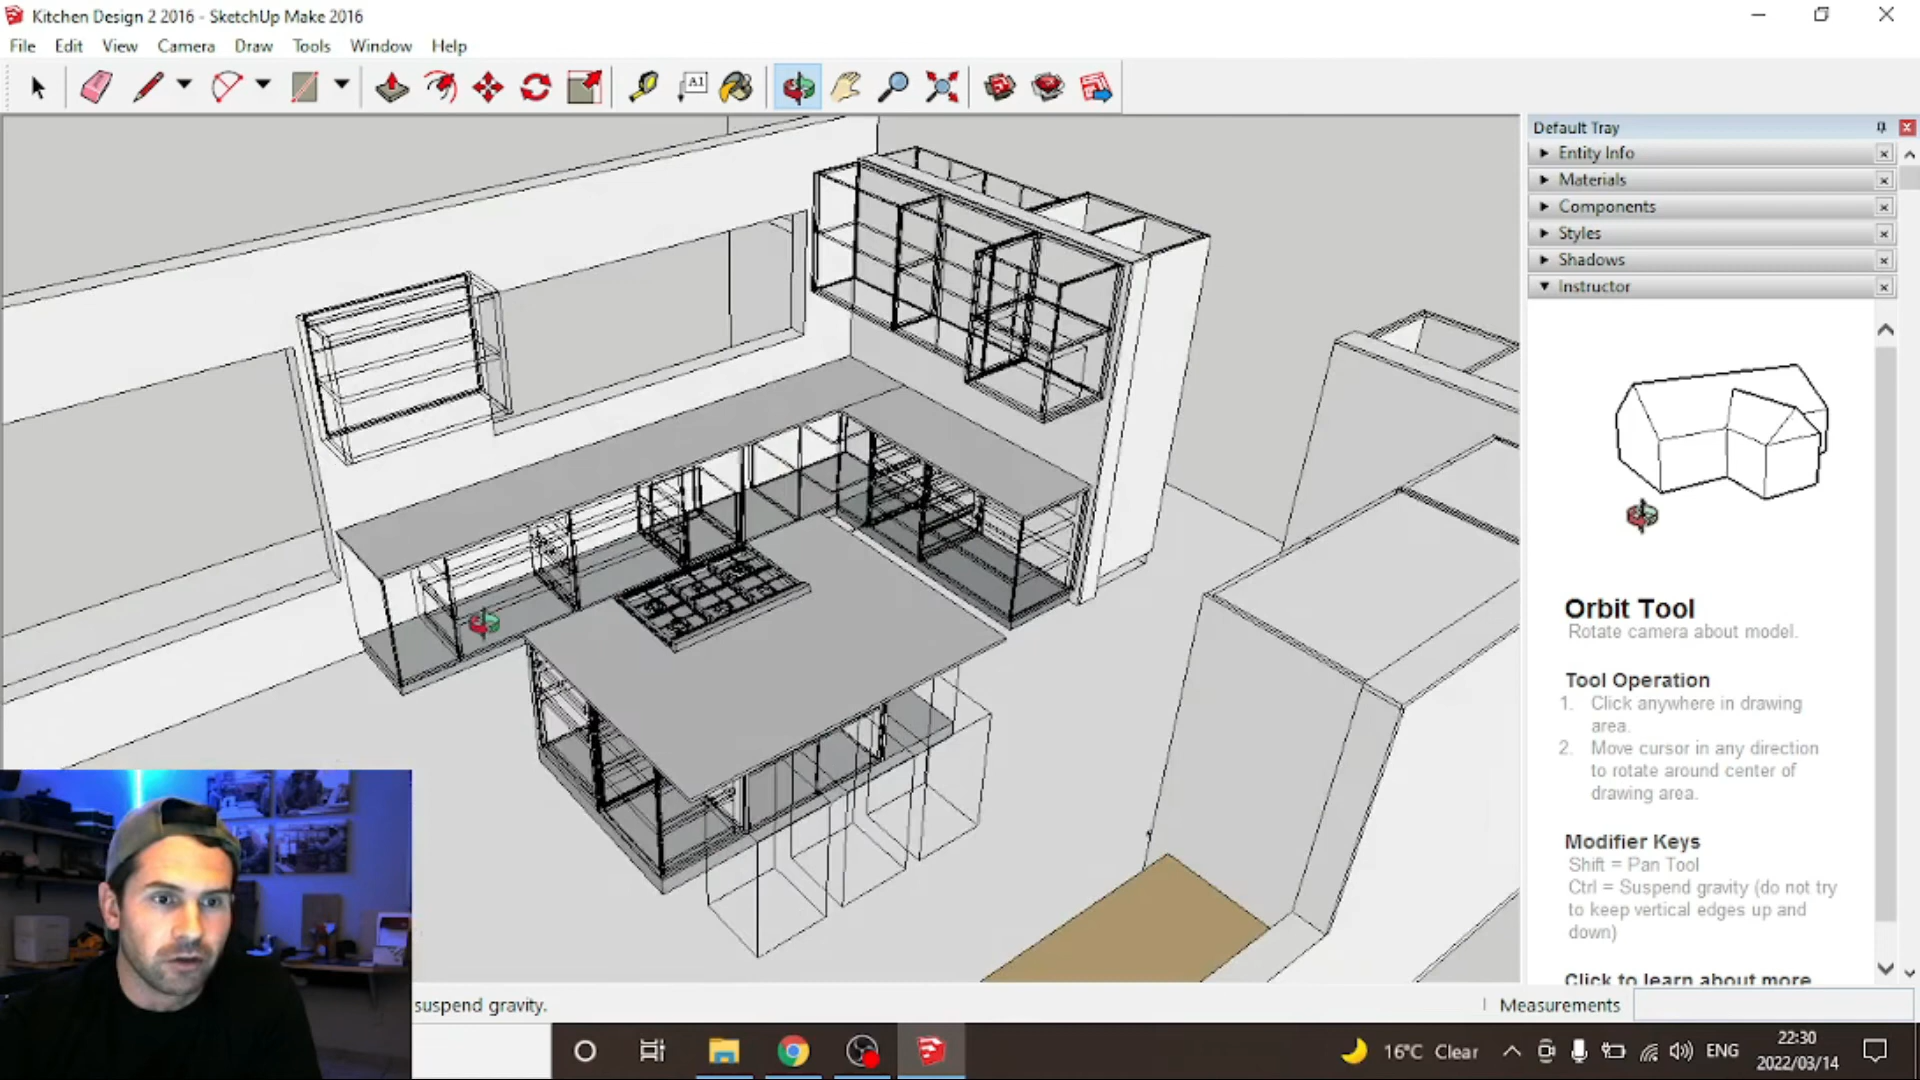 Kitchen Design 2 2016 - SketchUp Make 2016
File Edit View Camera Draw Tools Window Help
A1
Default Tray
Entity Info
Materials
Components
Styles
Shadows
Instructor
Orbit Tool
Rotate camera about model.
Tool Operation
1. Click anywhere in drawing
area.
2. Move cursor in any direction
to rotate around center of
drawing area.
Modifier Keys
Shift = Pan Tool
Ctrl = Suspend gravity (do not try
to keep vertical edges up and
down)
Click to learn about more
suspend gravity.
Measurements
16°C Clear
ENG
22:30
2022/03/14